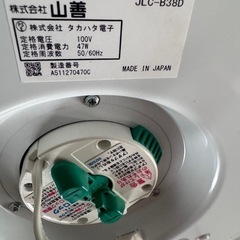 JLC-B38D
株式会社 山善
株式会社 タカハタ電子
定格電圧 100V
定格消費電力 47W
定格周波数 50/60Hz
製造番号
A511270470C
MADE IN JAPAN